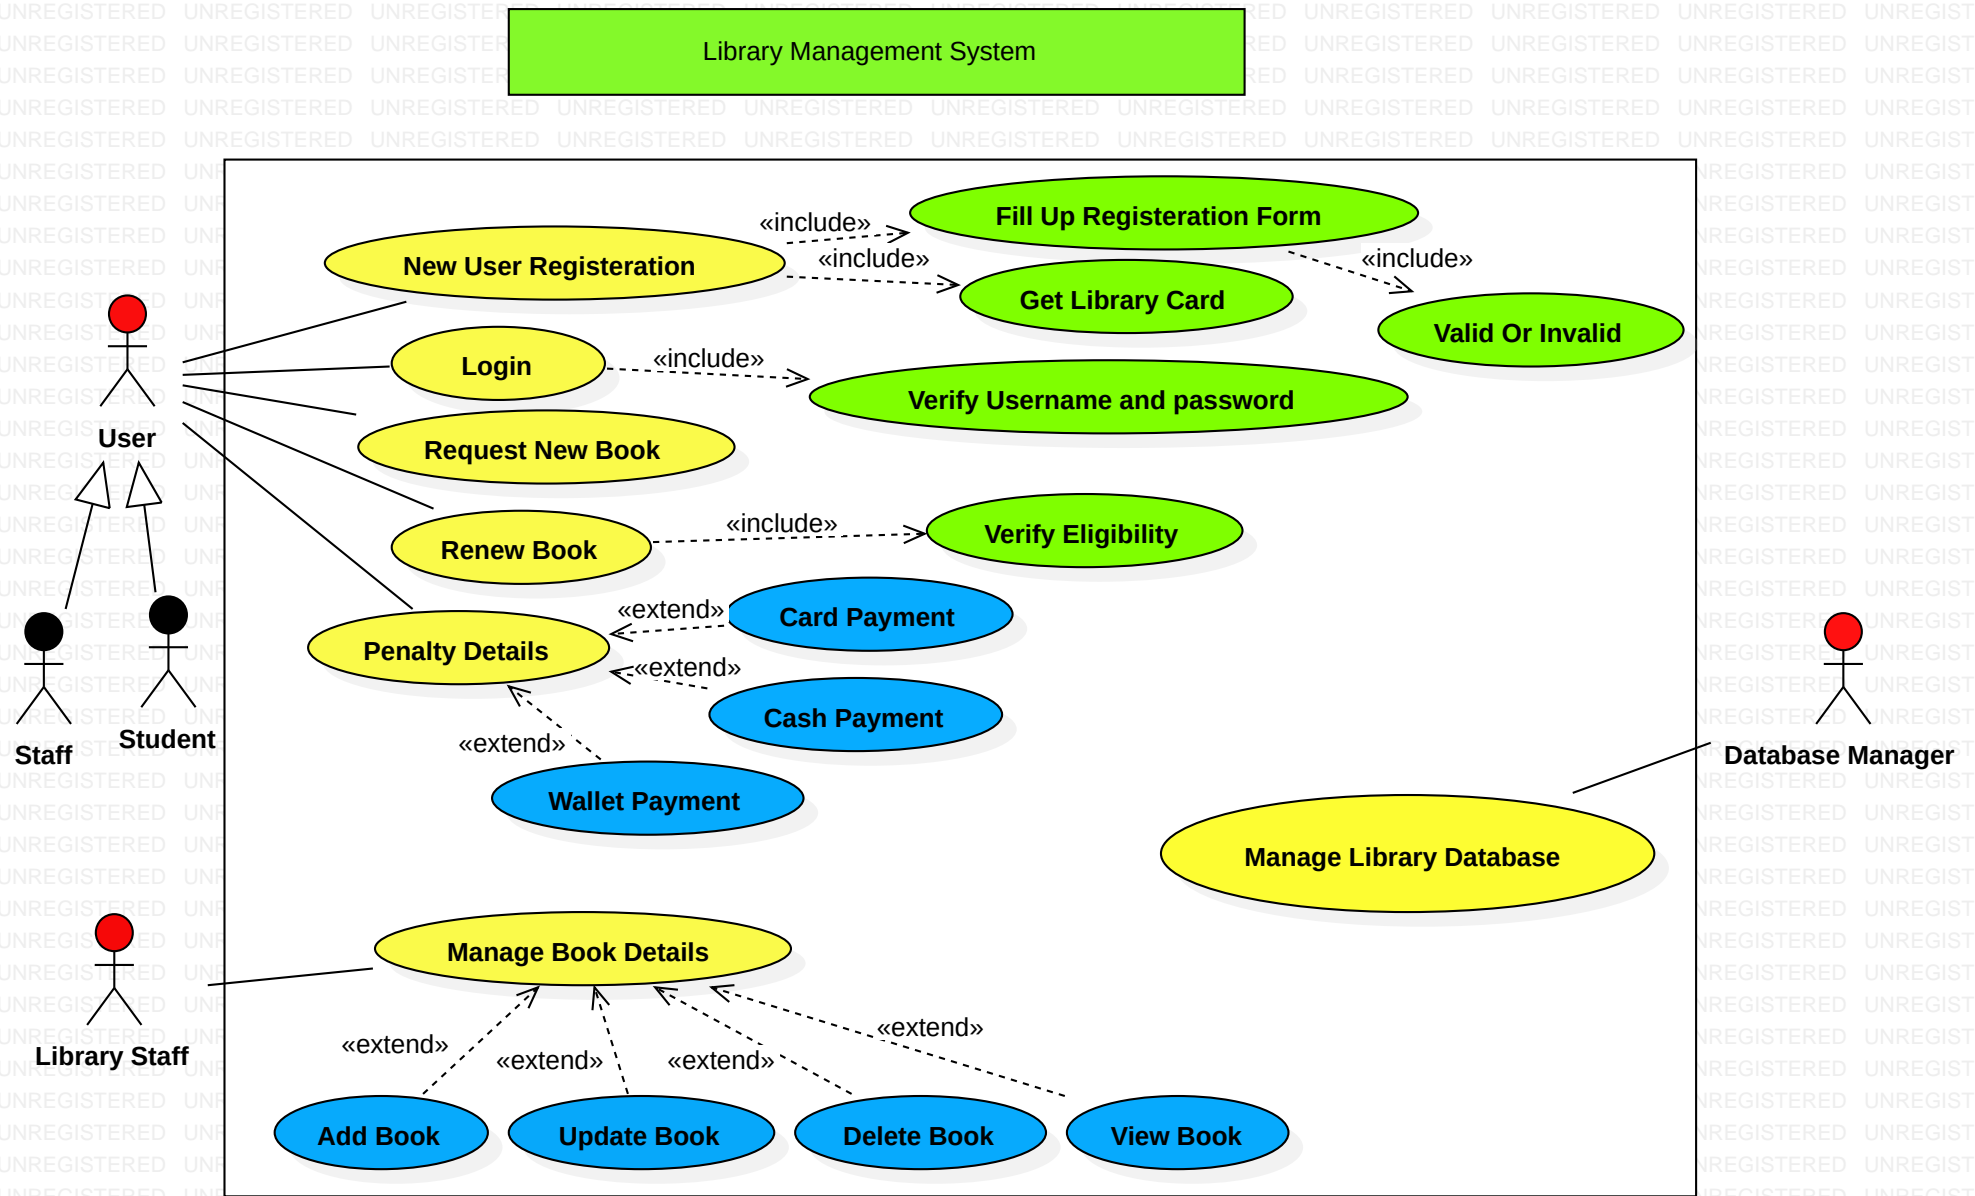 Library Management System
«include»
Fill Up Registeration Form
New User Registeration
«include»
«include»
Get Library Card
Valid Or Invalid
Login
«include»
Verify Username and password
User
Request New Book
«include»
Verify Eligibility
Renew Book
«extend»
Card Payment
Penalty Details
«extend»
Cash Payment
Staff
Student
«extend»
Wallet Payment
Database Manager
Manage Library Database
Manage Book Details
Library Staff
«extend»
«extend»
«extend»
«extend»
Add Book
Update Book
Delete Book
View Book
UNREGISTERED